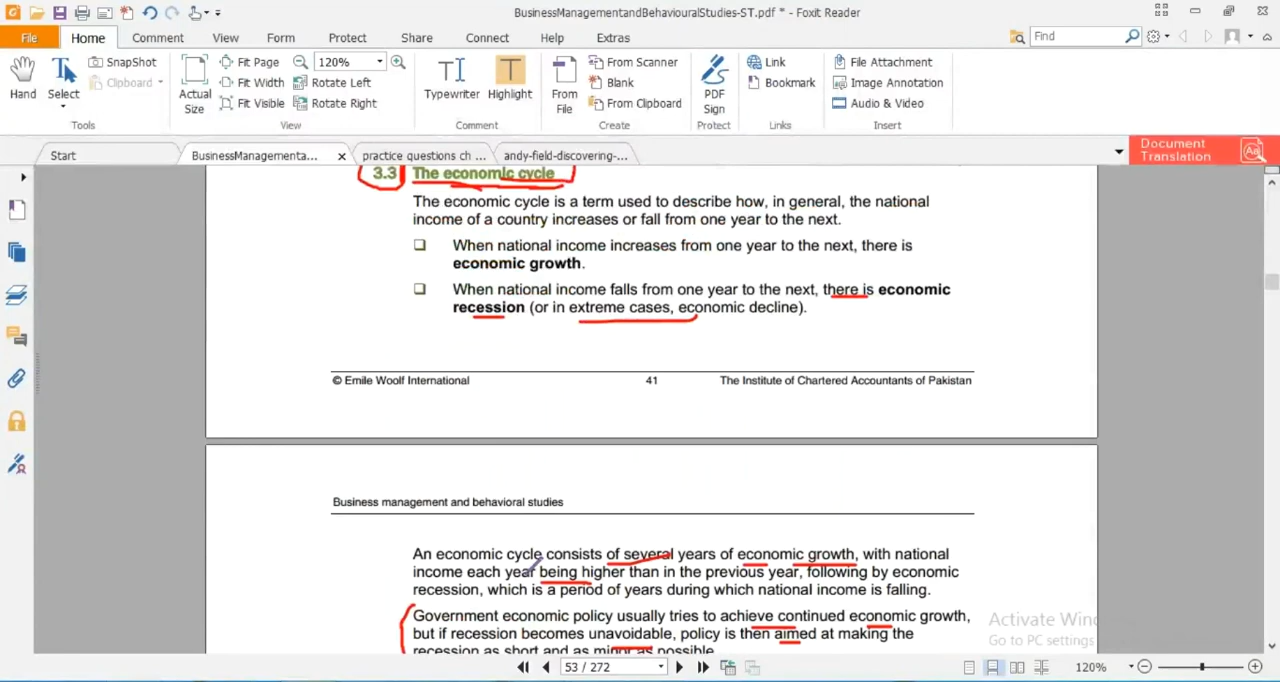 BusinessManagementandBehaviouralStudies-ST.pdf * - Foxit Reader
File Home Comment View Form Protect Share Connect Help Extras Find
Hand
Select
SnapShot
Clipboard
Tools
Actual Size
Fit Page
Fit Width
Fit Visible
120%
Rotate Left
Rotate Right
View
Typewriter
Highlight
Comment
From File
From Scanner
Blank
From Clipboard
Create
PDF Sign
Protect
Link
Bookmark
Links
File Attachment
Image Annotation
Audio & Video
Insert
Start BusinessManagementa... practice questions ch ... andy-field-discovering-...
Document
Translation
3.3 The economic cycle
The economic cycle is a term used to describe how, in general, the national
income of a country increases or fall from one year to the next.
When national income increases from one year to the next, there is
economic growth.
When national income falls from one year to the next, there is economic
recession (or in extreme cases, economic decline).
© Emile Woolf International 41 The Institute of Chartered Accountants of Pakistan
Business management and behavioral studies
An economic cycle consists of several years of economic growth, with national
income each year being higher than in the previous year, following by economic
recession, which is a period of years during which national income is falling.
Government economic policy usually tries to achieve continued economic growth,
but if recession becomes unavoidable, policy is then aimed at making the
recession as short and as minor as possible.
Activate Win
Go to PC settings
53 / 272 120%